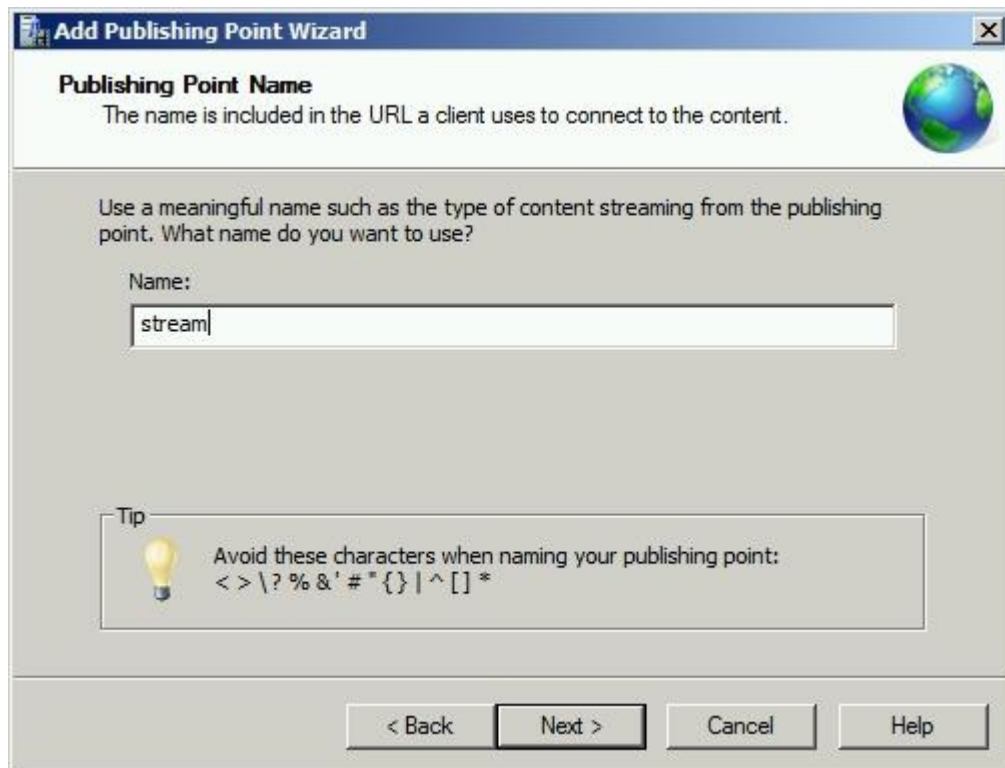 Add Publishing Point Wizard
Publishing Point Name
The name is included in the URL a client uses to connect to the content.
Use a meaningful name such as the type of content streaming from the publishing
point. What name do you want to use?
Name:
stream
Tip
Avoid these characters when naming your publishing point:
< > \ ? % & ' # " { } | ^ [ ] *
< Back
Next >
Cancel
Help